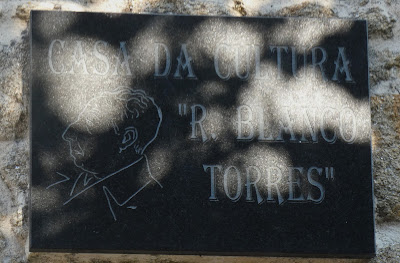 CASA DA CULTURA
"R. BLANCO
TORRES"